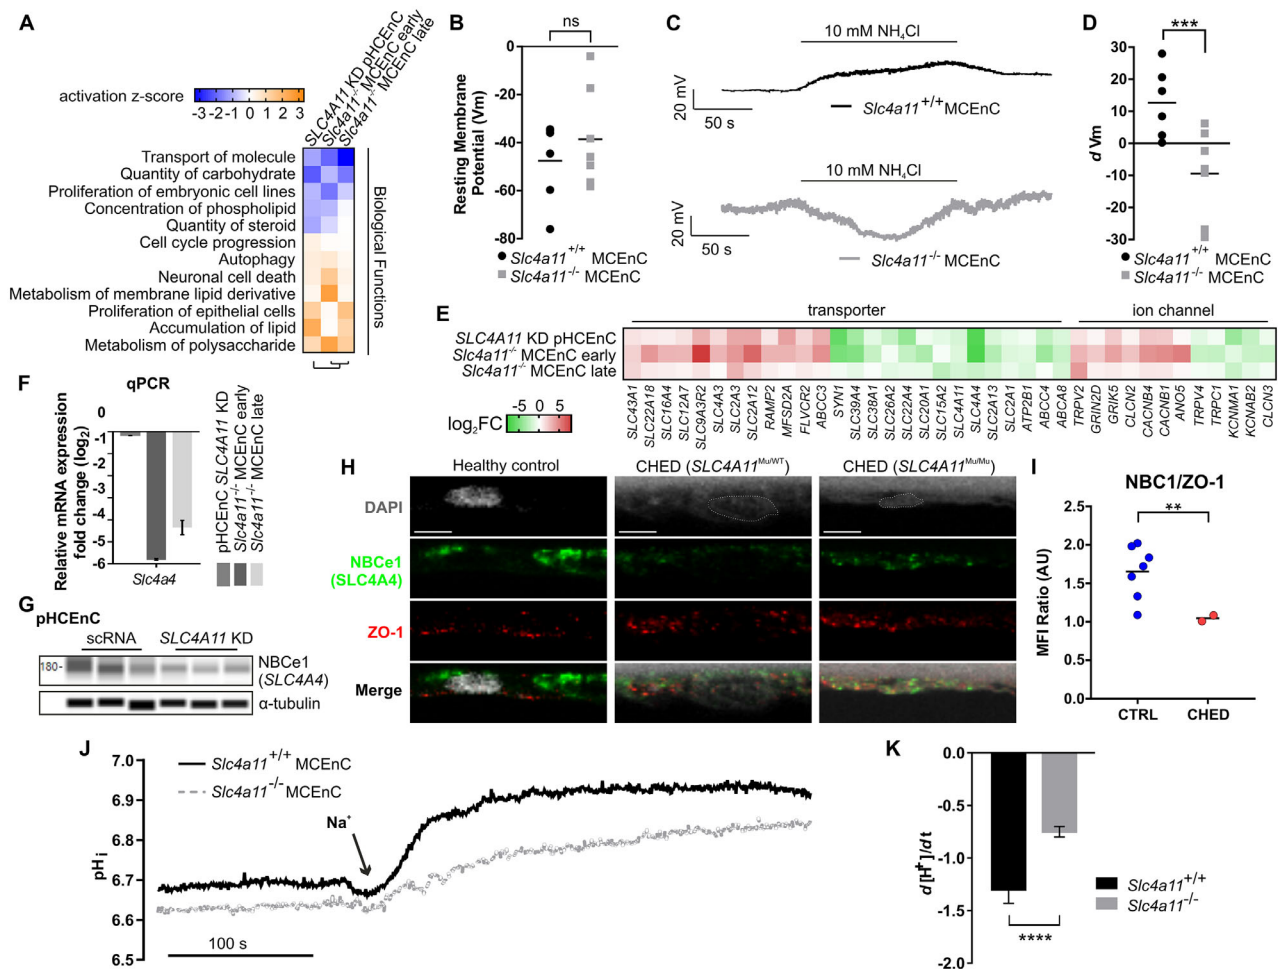 A
activation z-score
-3 -2 -1 0 1 2 3
SLC4A11 KD pHCEnC
Slc4a11-/- MCEnC early
Slc4a11-/- MCEnC late
Transport of molecule
Quantity of carbohydrate
Proliferation of embryonic cell lines
Concentration of phospholipid
Quantity of steroid
Cell cycle progression
Autophagy
Neuronal cell death
Metabolism of membrane lipid derivative
Proliferation of epithelial cells
Accumulation of lipid
Metabolism of polysaccharide
Biological Functions
B
ns
Resting Membrane
Potential (Vm)
0
-20
-40
-60
-80
Slc4a11+/+ MCEnC
Slc4a11-/- MCEnC
C
10 mM NH4Cl
20 mV
50 s
Slc4a11+/+ MCEnC
10 mM NH4Cl
20 mV
50 s
Slc4a11-/- MCEnC
D
***
d Vm
30
20
10
0
-10
-20
30
Slc4a11+/+ MCEnC
Slc4a11-/- MCEnC
E
transporter
ion channel
SLC4A11 KD pHCEnC
Slc4a11-/- MCEnC early
Slc4a11-/- MCEnC late
log2FC
-4 0 4
SLC43A1
SLC22A18
SLC16A4
SLC12A7
SLC9A3R2
SLC4A3
SLC2A3
SLC2A12
RAMP2
MFSD2A
FLVCR2
ABCC3
SYN1
SLC39A4
SLC38A1
SLC26A2
SLC22A4
SLC20A1
SLC15A2
SLC4A11
SLC4A4
SLC2A13
SLC2A1
ATP2B1
ABCC4
ABCA8
TRPV2
GRIN2D
GRIK5
CLCN2
CACNB4
CACNB1
ANO5
TRPV4
TRPC1
KCNMA1
KCNAB2
CLCN3
F
qPCR
Relative mRNA expression
fold change (log2)
0
-1
-2
-3
-4
-5
-6
Slc4a4
pHCEnC SLC4A11 KD
Slc4a11-/- MCEnC early
Slc4a11-/- MCEnC late
G
pHCEnC
scRNA
SLC4A11 KD
180-
NBCe1
(SLC4A4)
α-tubulin
H
Healthy control
CHED (SLC4A11Mu/WT)
CHED (SLC4A11Mu/Mu)
DAPI
NBCe1
(SLC4A4)
ZO-1
Merge
I
NBC1/ZO-1
**
MFI Ratio (AU)
2.5
2.0
1.5
1.0
0.5
0.0
CTRL
CHED
J
pHi
7.0
6.9
6.8
6.7
6.6
6.5
Slc4a11+/+ MCEnC
Slc4a11-/- MCEnC
Na+
100 s
K
d[H+]/dt
0.0
-0.5
-1.0
-1.5
-2.0
****
Slc4a11+/+
Slc4a11-/-